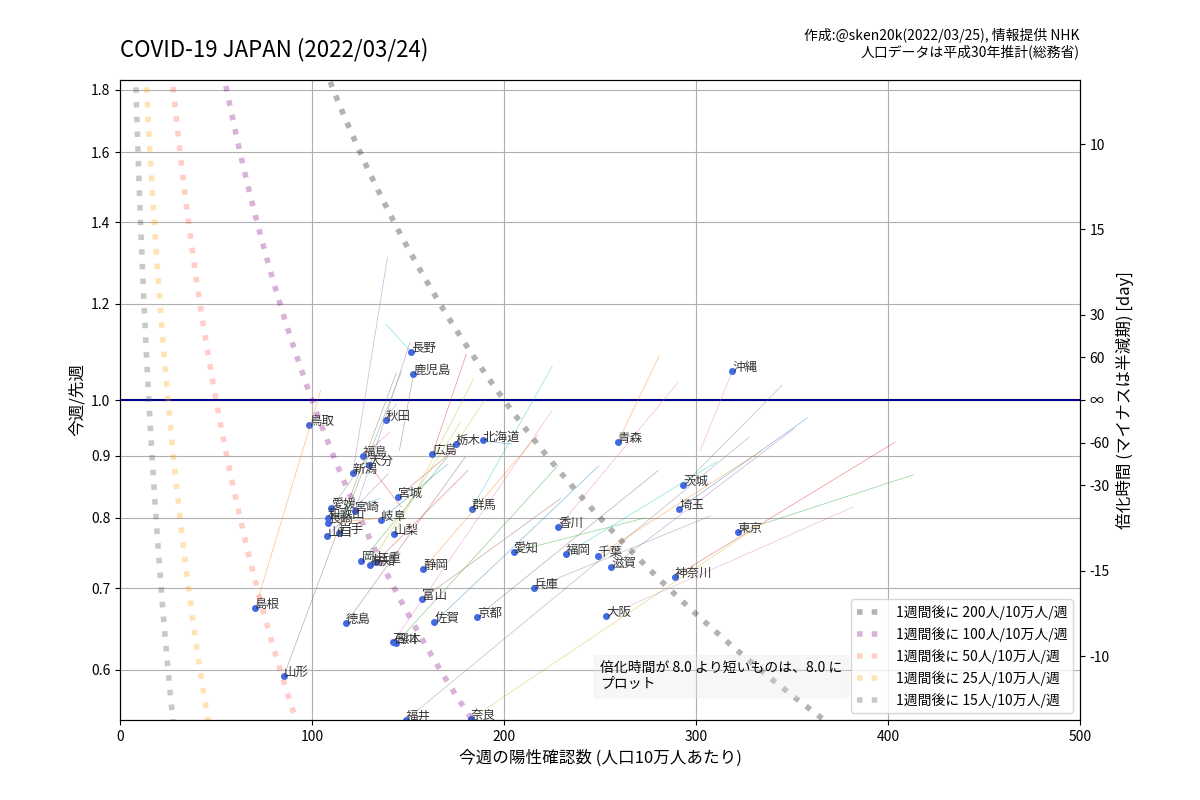 COVID-19 JAPAN (2022/03/24)
作成:@sken20k(2022/03/25), 情報提供 NHK
人口データは平成30年推計(総務省)
1.8
1.6
1.4
1.2
1.0
0.9
0.8
0.7
0.6
今週/先週
10
15
30
60
∞
-60
-30
-15
-10
倍化時間 (マイナスは半減期) [day]
長野
鹿児島
沖縄
秋田
鳥取
栃木
北海道
青森
広島
福島
大分
新潟
茨城
宮城
愛媛
宮崎
群馬
埼玉
岐阜
香川
東京
岩手
山梨
山口
愛知
福岡
千葉
岡山
三重
静岡
滋賀
神奈川
兵庫
富山
島根
徳島
佐賀
京都
大阪
石川
熊本
山形
福井
奈良
1週間後に 200人/10万人/週
1週間後に 100人/10万人/週
1週間後に 50人/10万人/週
1週間後に 25人/10万人/週
1週間後に 15人/10万人/週
倍化時間が 8.0 より短いものは、8.0 に
プロット
0
100
200
300
400
500
今週の陽性確認数 (人口10万人あたり)